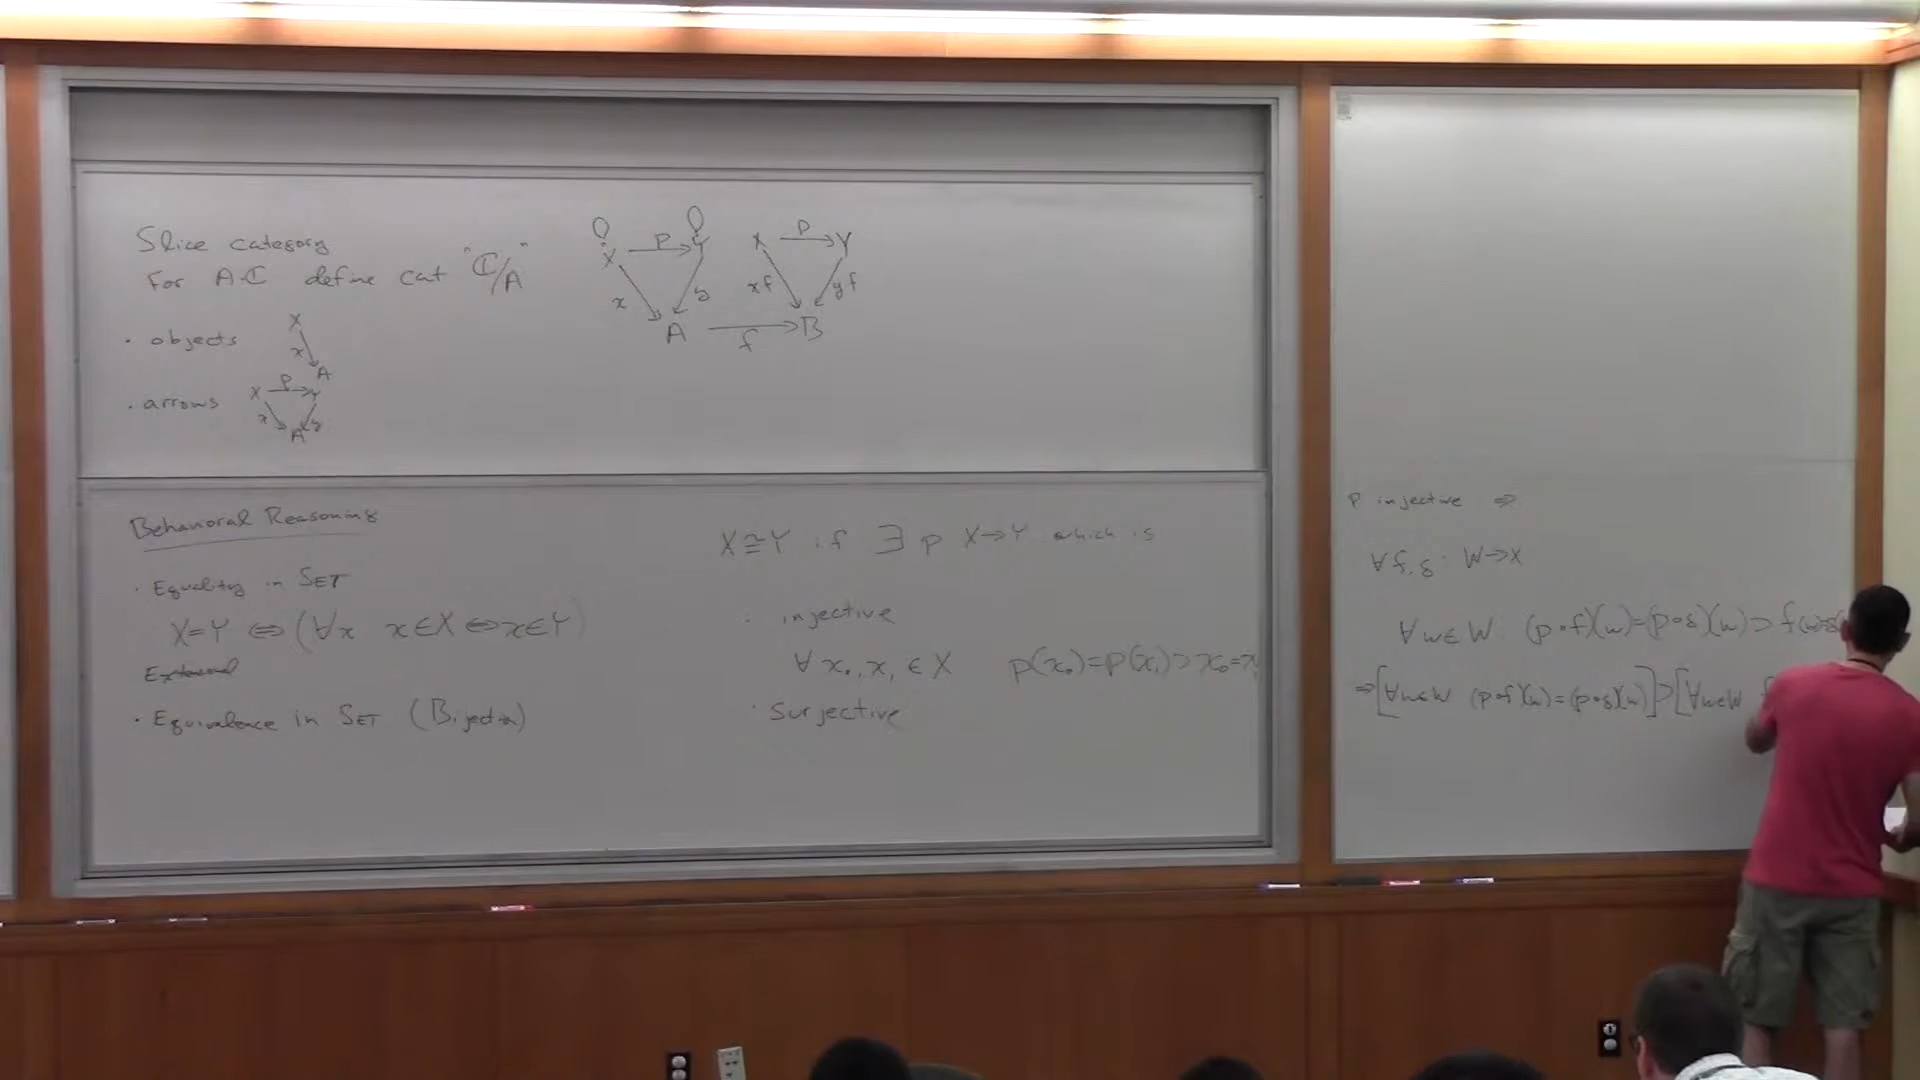 Slice category
For A:ℂ define cat "ℂ/A"
· objects X x A
· arrows X p Y x y A
X p Y x y A f B
X p Y xf yf
Behavioral Reasoning
· Equality in SET
X=Y ⇔ (∀x x∈X ⇔ x∈Y)
· Equivalence in SET (Bijection)
X≅Y if ∃ p X→Y which is
· injective
∀ x₀, x₁ ∈ X p(x₀)=p(x₁) ⊃ x₀=x₁
· Surjective
P injective ⇒
∀ f, g : W→X
∀w∈W (p∘f)(w)=(p∘g)(w) ⊃ f(w)=g(
⇒[∀w∈W (p∘f)(w)=(p∘g)(w)]⊃[∀w∈W f